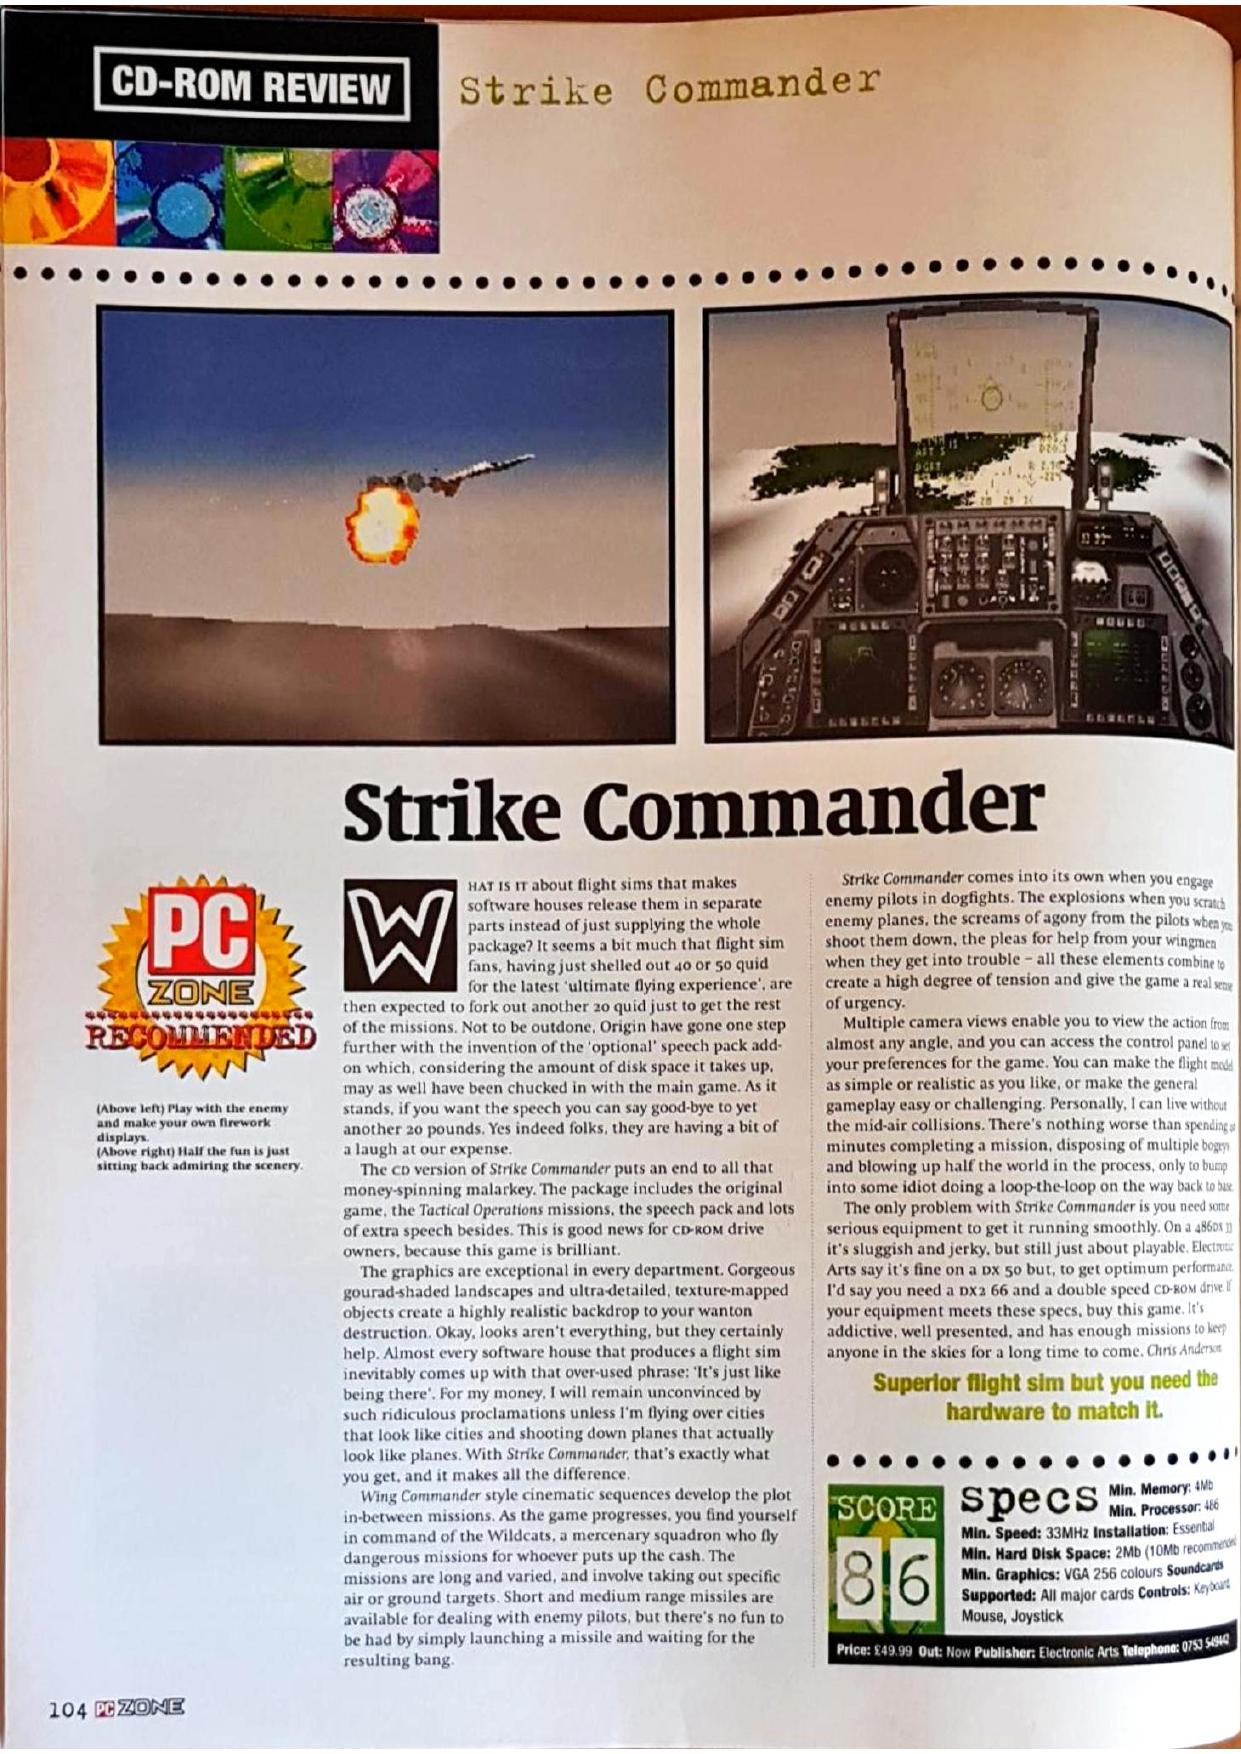 CD-ROM REVIEW
Strike Commander
Strike Commander
PC
ZONE
RECOMMENDED
(Above left) Play with the enemy
and make your own firework
displays.
(Above right) Half the fun is just
sitting back admiring the scenery.
WHAT IS IT about flight sims that makes
software houses release them in separate
parts instead of just supplying the whole
package? It seems a bit much that flight sim
fans, having just shelled out 40 or 50 quid
for the latest 'ultimate flying experience', are
then expected to fork out another 20 quid just to get the rest
of the missions. Not to be outdone, Origin have gone one step
further with the invention of the 'optional' speech pack add-
on which, considering the amount of disk space it takes up,
may as well have been chucked in with the main game. As it
stands, if you want the speech you can say good-bye to yet
another 20 pounds. Yes indeed folks, they are having a bit of
a laugh at our expense.
The CD version of Strike Commander puts an end to all that
money-spinning malarkey. The package includes the original
game, the Tactical Operations missions, the speech pack and lots
of extra speech besides. This is good news for CD-ROM drive
owners, because this game is brilliant.
The graphics are exceptional in every department. Gorgeous
gourad-shaded landscapes and ultra-detailed, texture-mapped
objects create a highly realistic backdrop to your wanton
destruction. Okay, looks aren't everything, but they certainly
help. Almost every software house that produces a flight sim
inevitably comes up with that over-used phrase: 'It's just like
being there'. For my money, I will remain unconvinced by
such ridiculous proclamations unless I'm flying over cities
that look like cities and shooting down planes that actually
look like planes. With Strike Commander, that's exactly what
you get, and it makes all the difference.
Wing Commander style cinematic sequences develop the plot
in-between missions. As the game progresses, you find yourself
in command of the Wildcats, a mercenary squadron who fly
dangerous missions for whoever puts up the cash. The
missions are long and varied, and involve taking out specific
air or ground targets. Short and medium range missiles are
available for dealing with enemy pilots, but there's no fun to
be had by simply launching a missile and waiting for the
resulting bang.
Strike Commander comes into its own when you engage
enemy pilots in dogfights. The explosions when you scratch
enemy planes, the screams of agony from the pilots when you
shoot them down, the pleas for help from your wingmen
when they get into trouble – all these elements combine to
create a high degree of tension and give the game a real sense
of urgency.
Multiple camera views enable you to view the action from
almost any angle, and you can access the control panel to set
your preferences for the game. You can make the flight model
as simple or realistic as you like, or make the general
gameplay easy or challenging. Personally, I can live without
the mid-air collisions. There's nothing worse than spending
minutes completing a mission, disposing of multiple bogeys
and blowing up half the world in the process, only to bump
into some idiot doing a loop-the-loop on the way back to base.
The only problem with Strike Commander is you need some
serious equipment to get it running smoothly. On a 486DX 33
it's sluggish and jerky, but still just about playable. Electronic
Arts say it's fine on a DX 50 but, to get optimum performance,
I'd say you need a DX2 66 and a double speed CD-ROM drive. If
your equipment meets these specs, buy this game. It's
addictive, well presented, and has enough missions to keep
anyone in the skies for a long time to come. Chris Anderson
Superior flight sim but you need the
hardware to match it.
SCORE
86
specs
Min. Memory: 4Mb
Min. Processor: 486
Min. Speed: 33MHz Installation: Essential
Min. Hard Disk Space: 2Mb (10Mb recommended
Min. Graphics: VGA 256 colours Soundcards
Supported: All major cards Controls: Keyboard
Mouse, Joystick
Price: £49.99 Out: Now Publisher: Electronic Arts Telephone: 0753 549442
104 PC ZONE